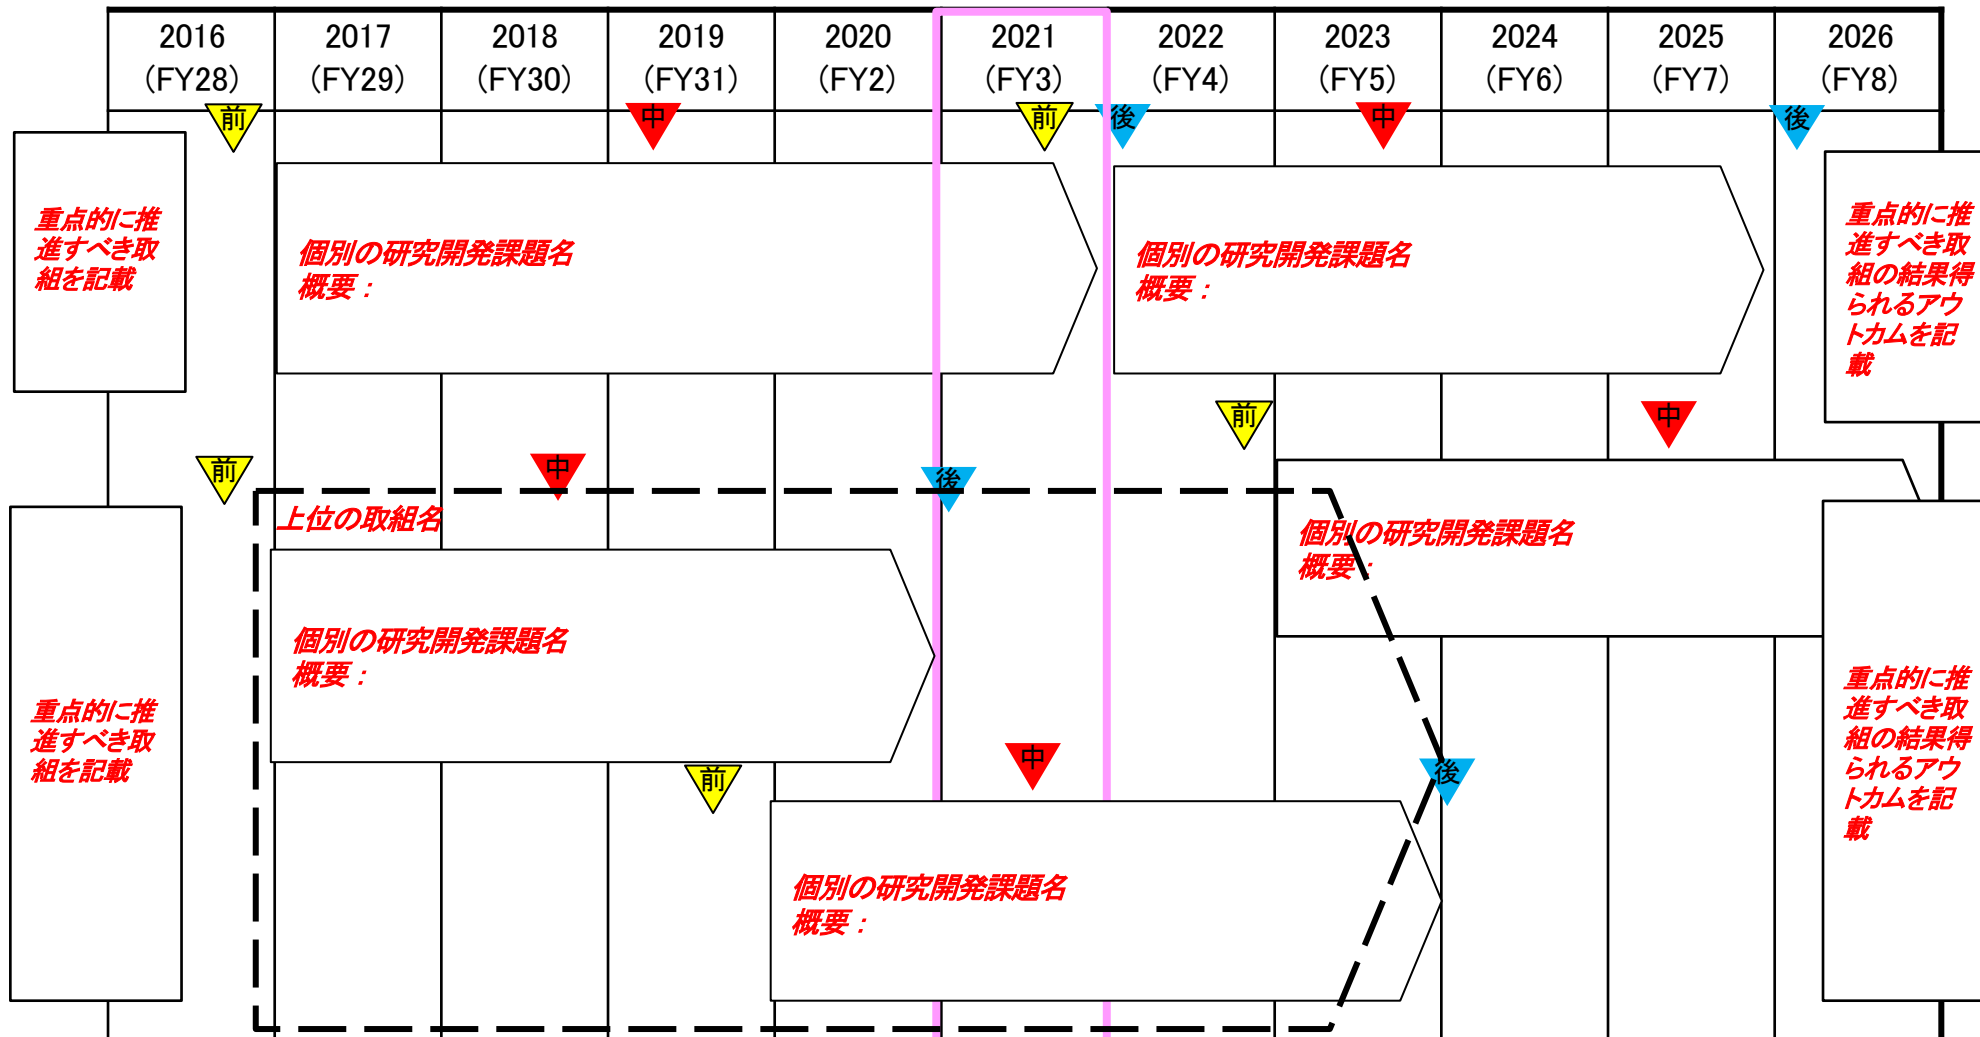 2016 2017 2018 2019 2020 2021 2022 2023 2024 2025 2026
(FY28) (FY29) (FY30) (FY31) (FY2) (FY3) (FY4) (FY5) (FY6) (FY7) (FY8)
前 中 前 後 中 後
重点的に推
進すべき取
組を記載
個別の研究開発課題名
概要：
個別の研究開発課題名
概要：
重点的に推
進すべき取
組の結果得
られるアウ
トカムを記
載
前 中
前 中 後
上位の取組名
個別の研究開発課題名
概要：
個別の研究開発課題名
概要：
重点的に推
進すべき取
組を記載
重点的に推
進すべき取
組の結果得
られるアウ
トカムを記
載
前 中 後
個別の研究開発課題名
概要：